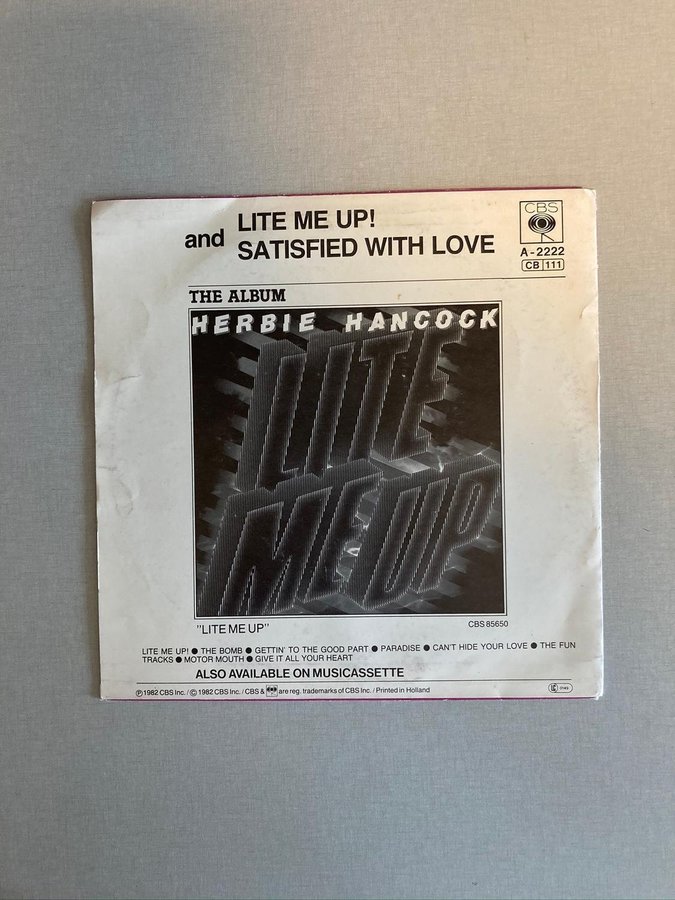 LITE ME UP!
and SATISFIED WITH LOVE
CBS
A-2222
CB 111
THE ALBUM
HERBIE HANCOCK
LITE
ME UP
"LITE ME UP"
CBS 85650
LITE ME UP! ● THE BOMB ● GETTIN' TO THE GOOD PART ● PARADISE ● CAN'T HIDE YOUR LOVE ● THE FUN
TRACKS ● MOTOR MOUTH ● GIVE IT ALL YOUR HEART
ALSO AVAILABLE ON MUSICASSETTE
℗ 1982 CBS Inc. / © 1982 CBS Inc. / CBS & are reg. trademarks of CBS Inc. / Printed in Holland